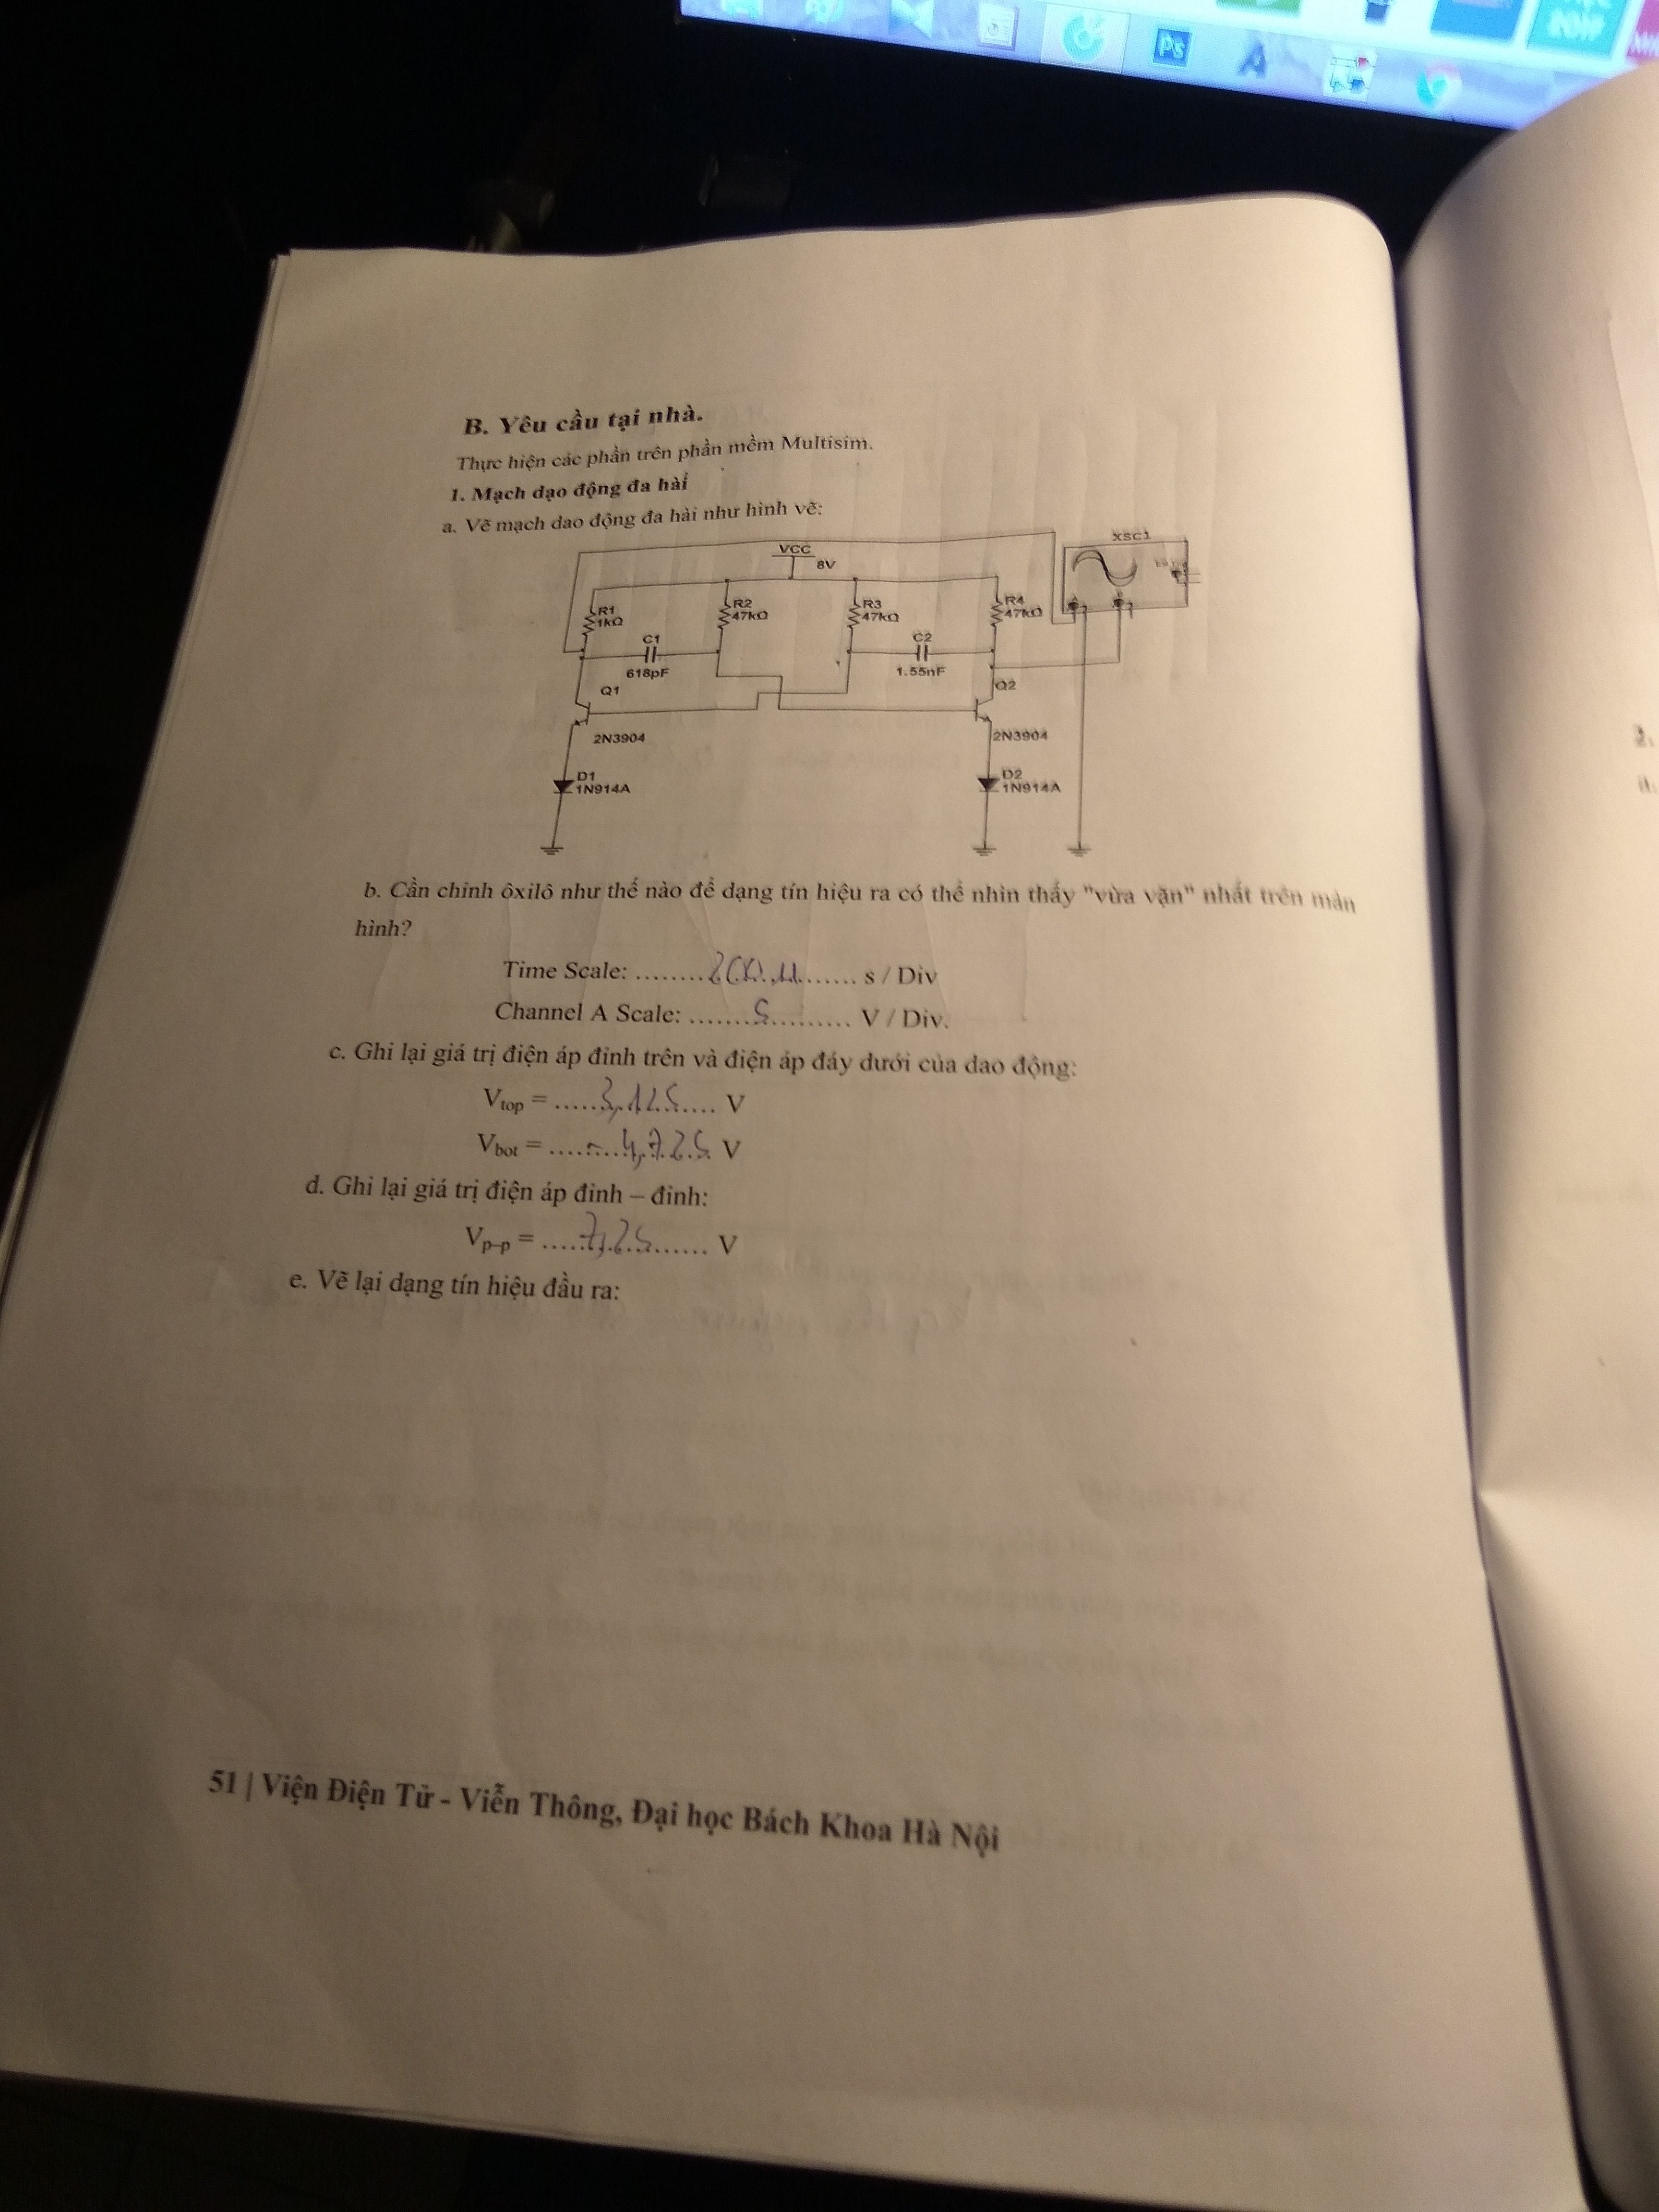 Ps
B. Yêu cầu tại nhà.
Thực hiện các phần trên phần mềm Multisim.
1. Mạch dạo động đa hài
a. Vẽ mạch dao động đa hài như hình vẽ:
XSC1
VCC
8V
R1
1kΩ
R2
47kΩ
R3
47kΩ
R4
47kΩ
C1
618pF
C2
1.55nF
Q1
2N3904
Q2
2N3904
D1
1N914A
D2
1N914A
b. Cần chỉnh ôxilô như thế nào để dạng tín hiệu ra có thể nhìn thấy "vừa vặn" nhất trên màn
hình?
Time Scale: ........200.µ....... s / Div
Channel A Scale: .......5.......... V / Div.
c. Ghi lại giá trị điện áp đỉnh trên và điện áp đáy dưới của dao động:
Vtop = .....3,125.... V
Vbot = ....-4,725 V
d. Ghi lại giá trị điện áp đỉnh – đỉnh:
Vp-p = .....7,25....... V
e. Vẽ lại dạng tín hiệu đầu ra:
51 | Viện Điện Tử - Viễn Thông, Đại học Bách Khoa Hà Nội
2.